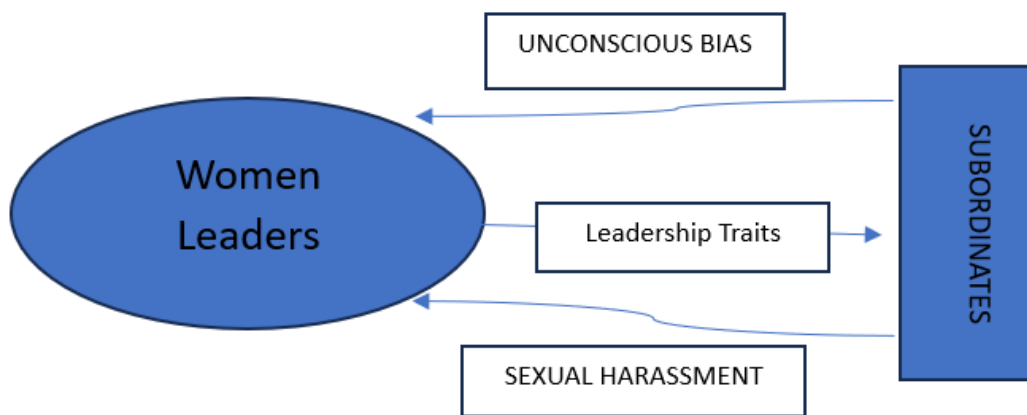 UNCONSCIOUS BIAS
Women
Leaders
Leadership Traits
SUBORDINATES
SEXUAL HARASSMENT